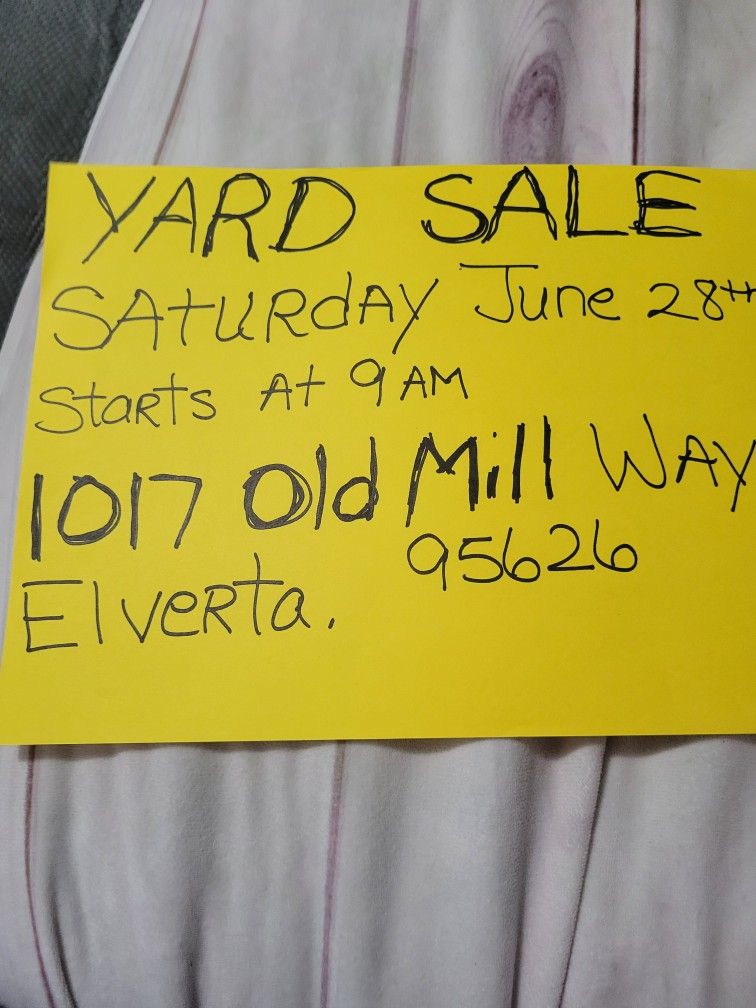 YARD SALE
SAtURdAY June 28th
StaRTS At 9 AM
1017 Old Mill WAY
95626
ElveRta.